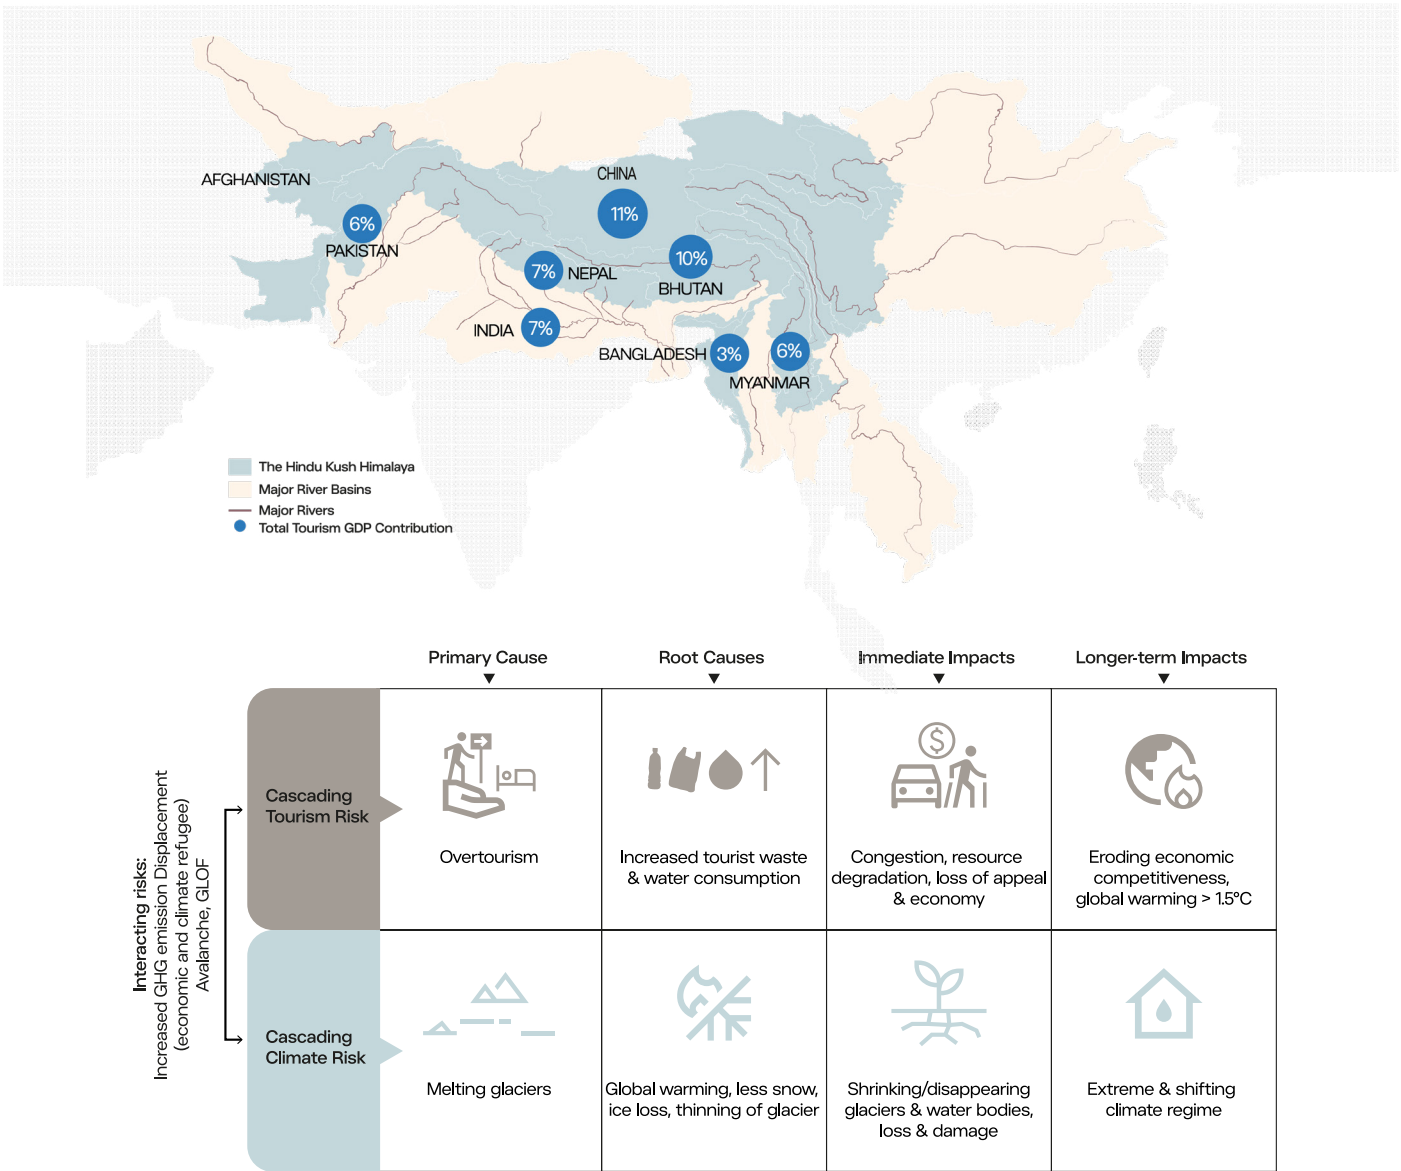 AFGHANISTAN
CHINA
11%
6%
PAKISTAN
10%
BHUTAN
7%
NEPAL
INDIA
7%
BANGLADESH
3%
6%
MYANMAR
The Hindu Kush Himalaya
Major River Basins
Major Rivers
Total Tourism GDP Contribution
Primary Cause
Root Causes
Immediate Impacts
Longer-term Impacts
Interacting risks:
Increased GHG emission Displacement
(economic and climate refugee)
Avalanche, GLOF
Cascading
Tourism Risk
$
Overtourism
Increased tourist waste
& water consumption
Congestion, resource
degradation, loss of appeal
& economy
Eroding economic
competitiveness,
global warming > 1.5°C
Cascading
Climate Risk
Melting glaciers
Global warming, less snow,
ice loss, thinning of glacier
Shrinking/disappearing
glaciers & water bodies,
loss & damage
Extreme & shifting
climate regime